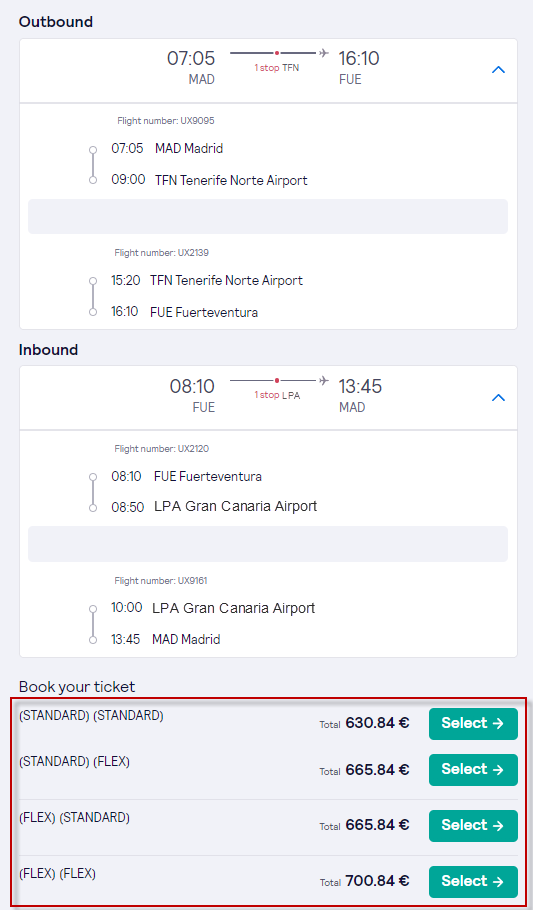 Outbound
07:05 16:10
1 stop TFN
MAD FUE
Flight number: UX9095
07:05 MAD Madrid
09:00 TFN Tenerife Norte Airport
Flight number: UX2139
15:20 TFN Tenerife Norte Airport
16:10 FUE Fuerteventura
Inbound
08:10 13:45
1 stop LPA
FUE MAD
Flight number: UX2120
08:10 FUE Fuerteventura
08:50 LPA Gran Canaria Airport
Flight number: UX9161
10:00 LPA Gran Canaria Airport
13:45 MAD Madrid
Book your ticket
(STANDARD) (STANDARD) Total 630.84 € Select →
(STANDARD) (FLEX) Total 665.84 € Select →
(FLEX) (STANDARD) Total 665.84 € Select →
(FLEX) (FLEX) Total 700.84 € Select →